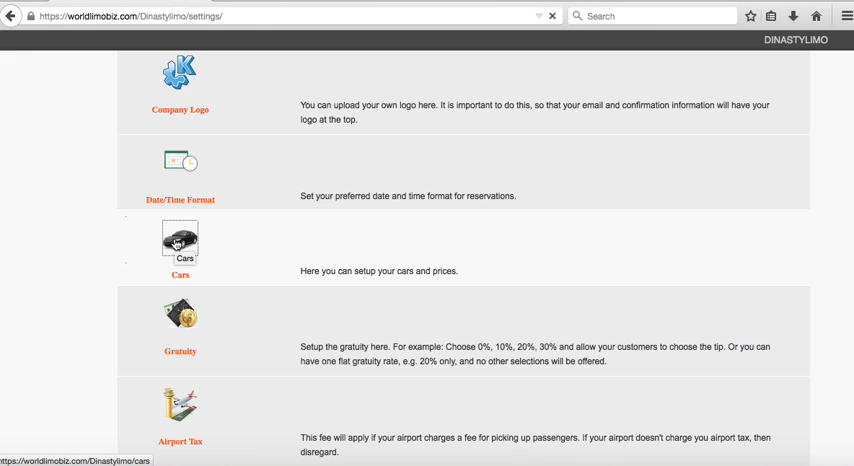 https://worldlimobiz.com/Dinastylimo/settings/
Search
DINASTYLIMO
Company Logo
You can upload your own logo here. It is important to do this, so that your email and confirmation information will have your
logo at the top.
Date/Time Format
Set your preferred date and time format for reservations.
Cars
Cars
Here you can setup your cars and prices.
Gratuity
Setup the gratuity here. For example: Choose 0%, 10%, 20%, 30% and allow your customers to choose the tip. Or you can
have one flat gratuity rate, e.g. 20% only, and no other selections will be offered.
Airport Tax
This fee will apply if your airport charges a fee for picking up passengers. If your airport doesn't charge you airport tax, then
disregard.
https://worldlimobiz.com/Dinastylimo/cars